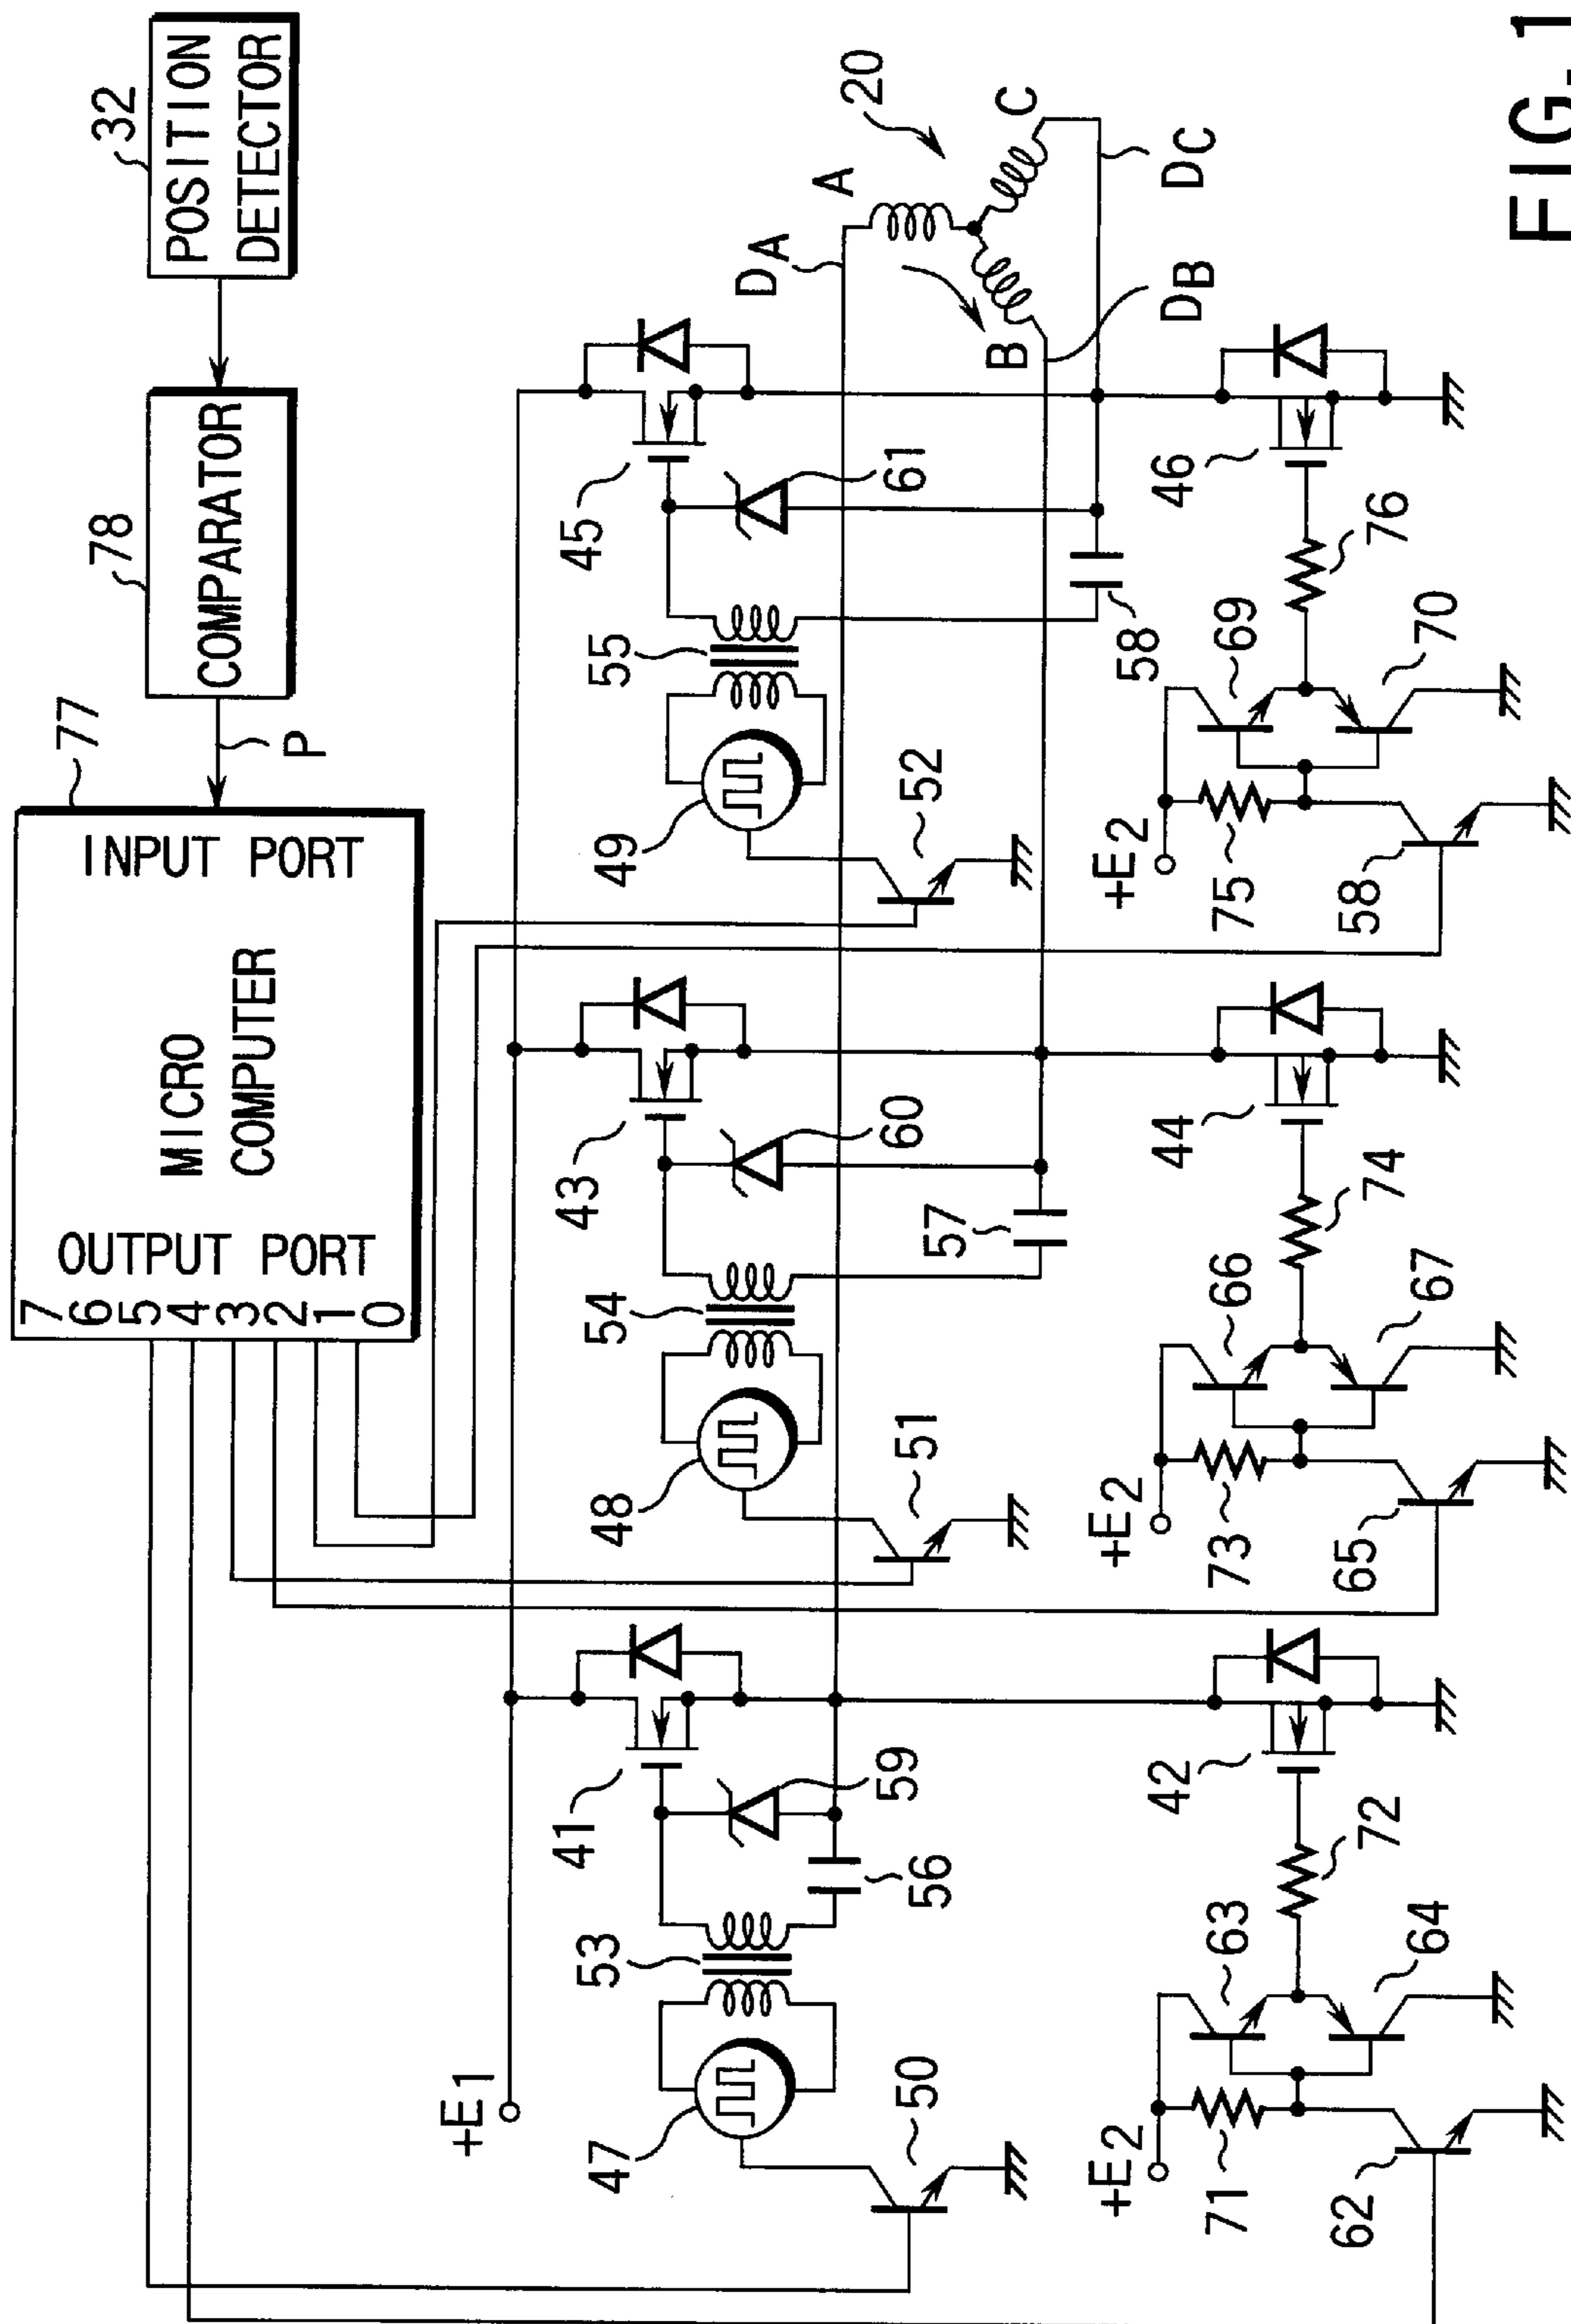 32
POSITION
DETECTOR
78
COMPARATOR
P
77
INPUT PORT
MICRO
COMPUTER
OUTPUT PORT
7
6
5
4
3
2
1
0
20
A
B
C
DA
DB
DC
+E1
41
43
45
47
48
49
53
54
55
59
60
61
56
57
58
50
51
52
+E2
+E2
+E2
42
44
46
71
73
75
63
66
69
72
74
76
64
67
70
62
65
58
FIG. 1